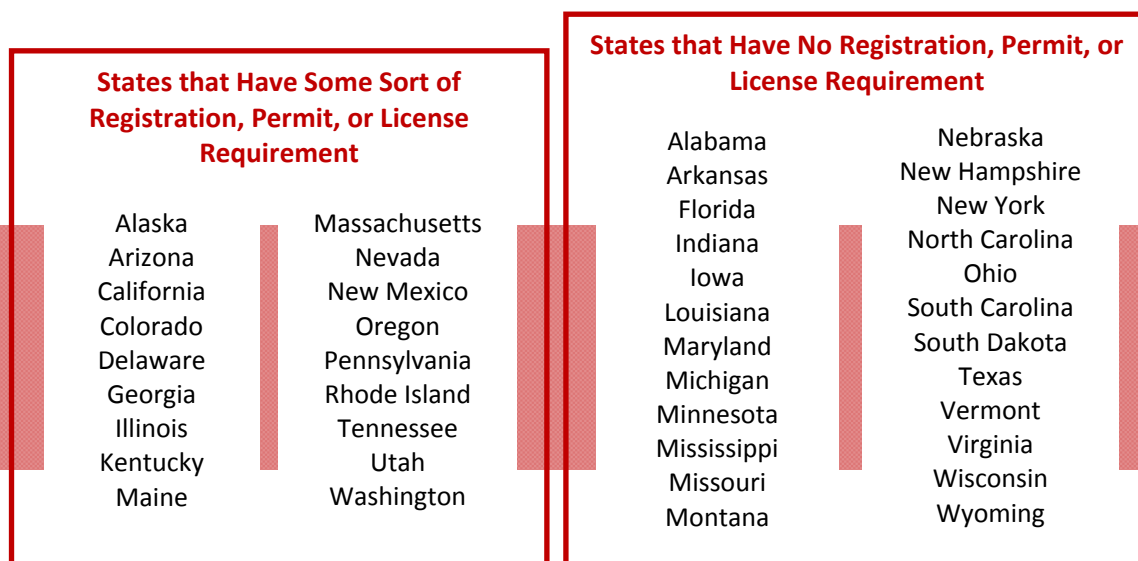 States that Have Some Sort of
Registration, Permit, or License
Requirement
Alaska
Arizona
California
Colorado
Delaware
Georgia
Illinois
Kentucky
Maine
Massachusetts
Nevada
New Mexico
Oregon
Pennsylvania
Rhode Island
Tennessee
Utah
Washington
States that Have No Registration, Permit, or
License Requirement
Alabama
Arkansas
Florida
Indiana
Iowa
Louisiana
Maryland
Michigan
Minnesota
Mississippi
Missouri
Montana
Nebraska
New Hampshire
New York
North Carolina
Ohio
South Carolina
South Dakota
Texas
Vermont
Virginia
Wisconsin
Wyoming